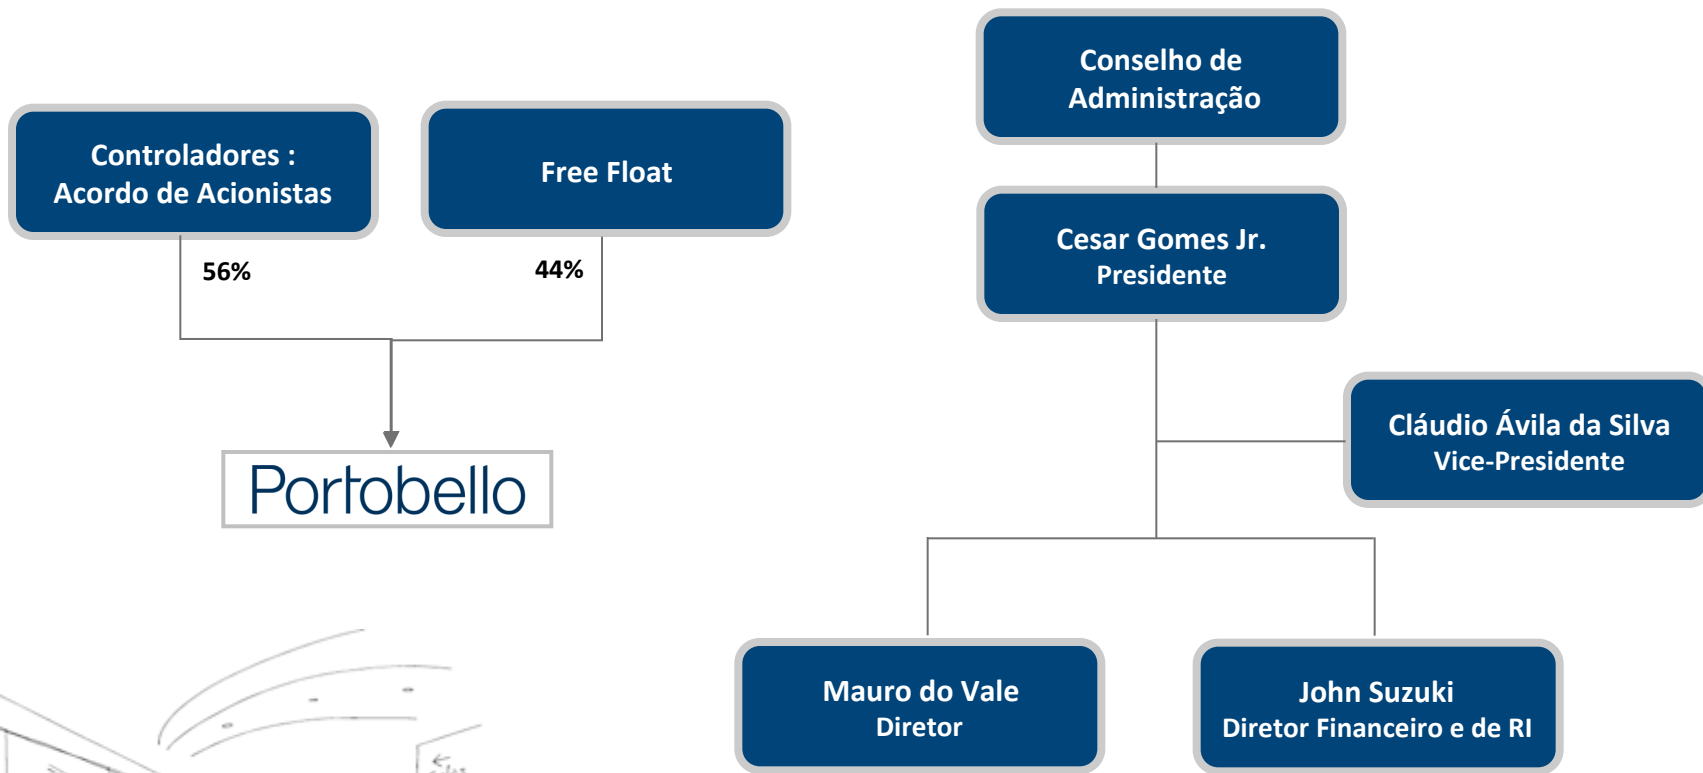 Conselho de
Administração
Controladores :
Acordo de Acionistas
Free Float
Cesar Gomes Jr.
Presidente
56%
44%
Cláudio Ávila da Silva
Vice-Presidente
Portobello
Mauro do Vale
Diretor
John Suzuki
Diretor Financeiro e de RI